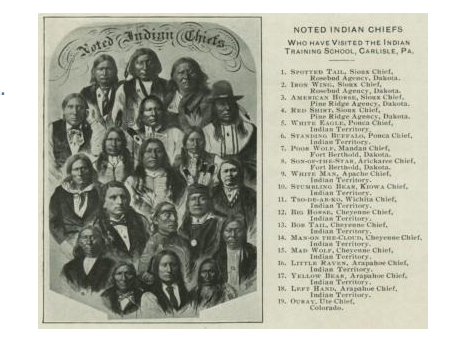 Noted Indian Chiefs
NOTED INDIAN CHIEFS
WHO HAVE VISITED THE INDIAN
TRAINING SCHOOL, CARLISLE, PA.
1. SPOTTED TAIL, Sioux Chief,
Rosebud Agency, Dakota.
2. IRON WING, Sioux Chief,
Rosebud Agency, Dakota.
3. AMERICAN HORSE, Sioux Chief,
Pine Ridge Agency, Dakota.
4. RED SHIRT, Sioux Chief,
Pine Ridge Agency, Dakota.
5. WHITE EAGLE, Ponca Chief,
Indian Territory.
6. STANDING BUFFALO, Ponca Chief,
Indian Territory.
7. POOR WOLF, Mandan Chief,
Fort Berthold, Dakota.
8. SON-OF-THE-STAR, Arickaree Chief,
Fort Berthold, Dakota.
9. WHITE MAN, Apache Chief,
Indian Territory.
10. STUMBLING BEAR, Kiowa Chief,
Indian Territory.
11. TSO-DE-AR-KO, Wichita Chief,
Indian Territory.
12. BIG HORSE, Cheyenne Chief,
Indian Territory.
13. BOB TAIL, Cheyenne Chief,
Indian Territory.
14. MAN-ON-THE-CLOUD, Cheyenne Chief,
Indian Territory.
15. MAD WOLF, Cheyenne Chief,
Indian Territory.
16. LITTLE RAVEN, Arapahoe Chief,
Indian Territory.
17. YELLOW BEAR, Arapahoe Chief,
Indian Territory.
18. LEFT HAND, Arapahoe Chief,
Indian Territory.
19. OURAY, Ute Chief,
Colorado.